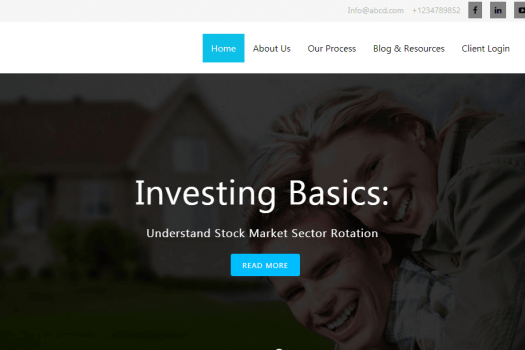 Info@abcd.com +1234789852
Home About Us Our Process Blog & Resources Client Login
Investing Basics:
Understand Stock Market Sector Rotation
READ MORE